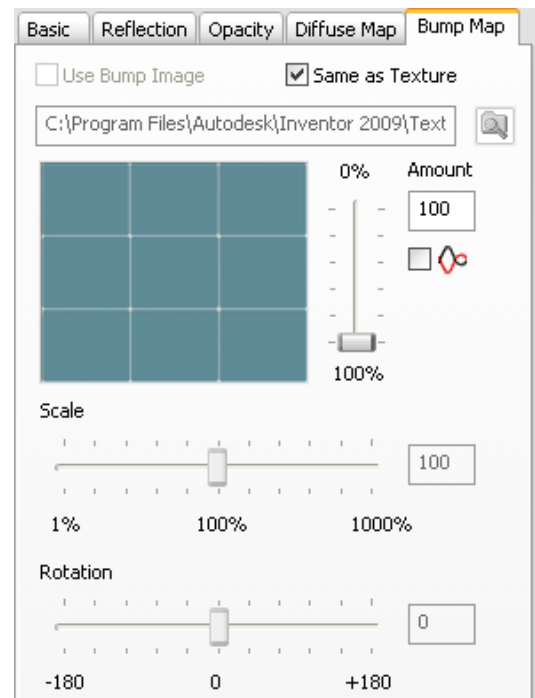 Basic Reflection Opacity Diffuse Map Bump Map
Use Bump Image Same as Texture
C:\Program Files\Autodesk\Inventor 2009\Text
0% Amount
100
100%
Scale
100
1% 100% 1000%
Rotation
0
-180 0 +180